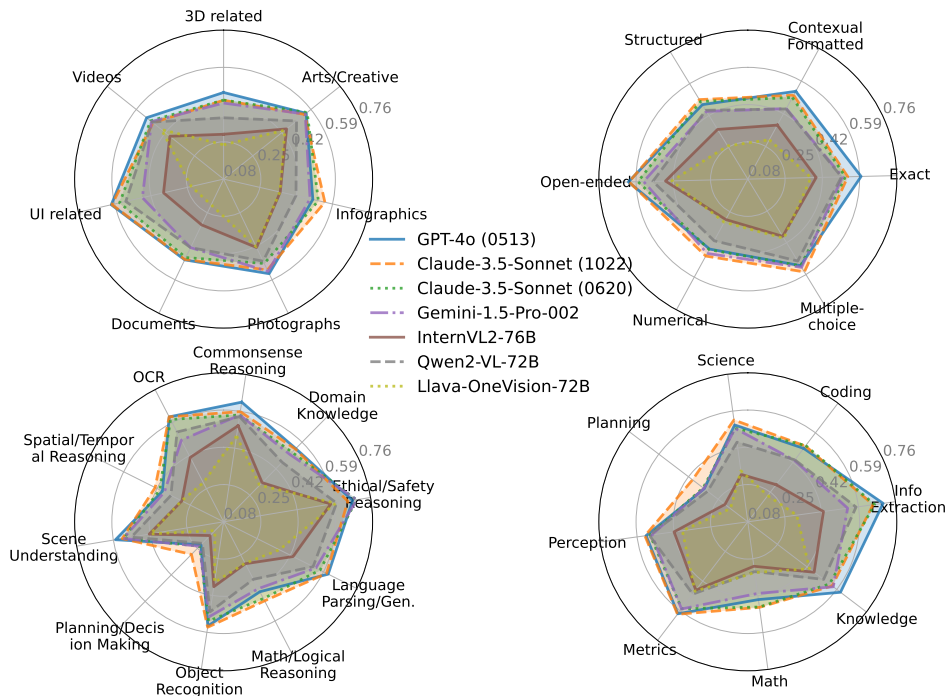 3D related
Arts/Creative
Videos
UI related
Documents
Photographs
Infographics
0.08
0.25
0.42
0.59
0.76
Structured
Contexual
Formatted
Exact
Open-ended
Numerical
Multiple-
choice
0.08
0.25
0.42
0.59
0.76
GPT-4o (0513)
Claude-3.5-Sonnet (1022)
Claude-3.5-Sonnet (0620)
Gemini-1.5-Pro-002
InternVL2-76B
Qwen2-VL-72B
Llava-OneVision-72B
Commonsense
Reasoning
OCR
Domain
Knowledge
Spatial/Tempor
al Reasoning
Ethical/Safety
Reasoning
Scene
Understanding
Language
Parsing/Gen.
Planning/Decis
ion Making
Object
Recognition
Math/Logical
Reasoning
0.08
0.25
0.42
0.59
0.76
Science
Coding
Planning
Info
Extraction
Perception
Knowledge
Metrics
Math
0.08
0.25
0.42
0.59
0.76